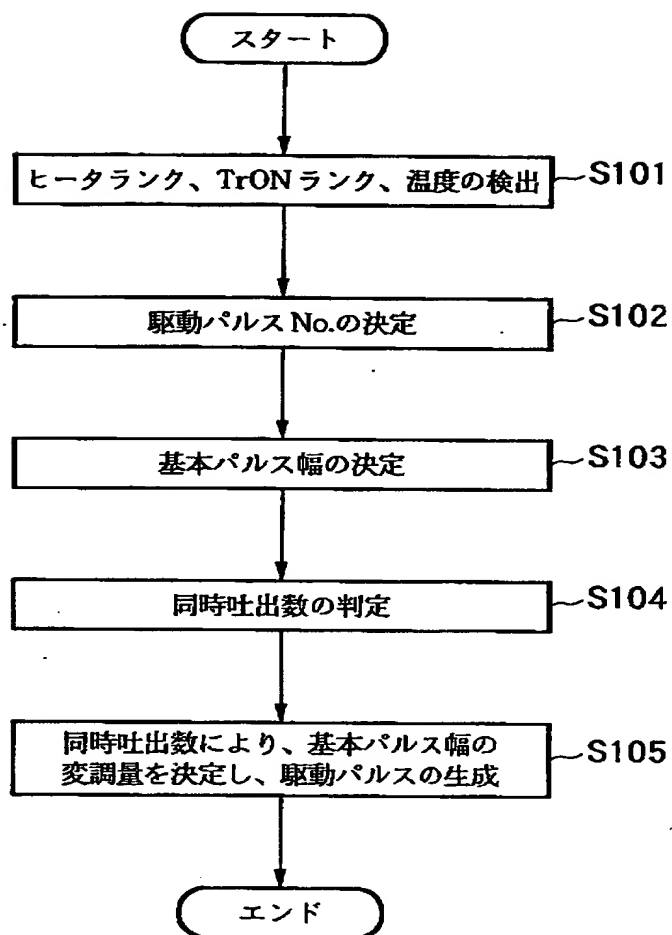 スタート
ヒータランク、TrONランク、温度の検出
S101
駆動パルスNo.の決定
S102
基本パルス幅の決定
S103
同時吐出数の判定
S104
同時吐出数により、基本パルス幅の
変調量を決定し、駆動パルスの生成
S105
エンド